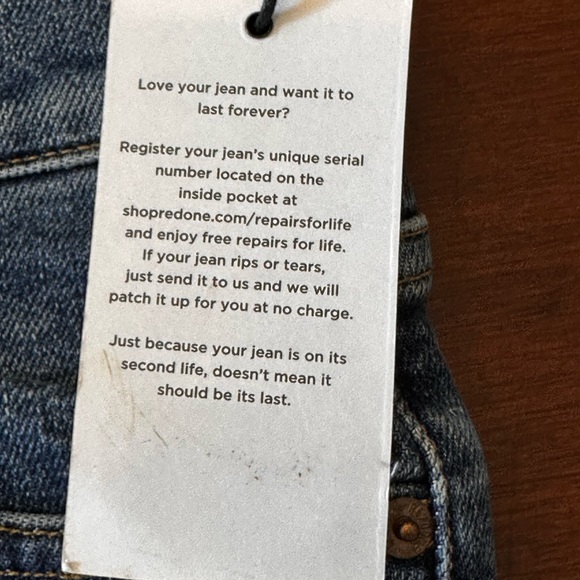 Love your jean and want it to
last forever?
Register your jean's unique serial
number located on the
inside pocket at
shopredone.com/repairsforlife
and enjoy free repairs for life.
If your jean rips or tears,
just send it to us and we will
patch it up for you at no charge.
Just because your jean is on its
second life, doesn't mean it
should be its last.